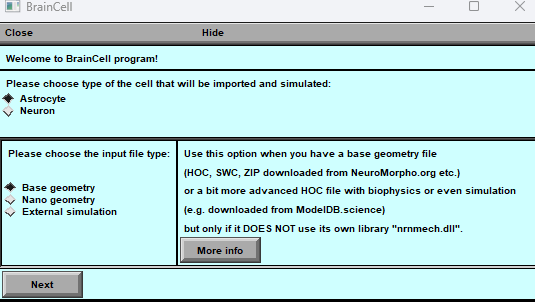 BrainCell
Close Hide
Welcome to BrainCell program!
Please choose type of the cell that will be imported and simulated:
Astrocyte
Neuron
Please choose the input file type:
Base geometry
Nano geometry
External simulation
Use this option when you have a base geometry file
(HOC, SWC, ZIP downloaded from NeuroMorpho.org etc.)
or a bit more advanced HOC file with biophysics or even simulation
(e.g. downloaded from ModelDB.science)
but only if it DOES NOT use its own library "nrnmech.dll".
More info
Next